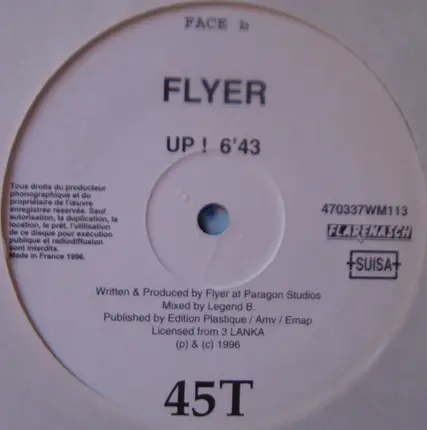 FACE b
FLYER
UP ! 6'43
Tous droits du producteur
phonographique et du
propriétaire de l'œuvre
enregistrée réservés. Sauf
autorisation, la duplication, la
location, le prêt, l'utilisation
de ce disque pour exécution
publique et radiodiffusion
sont interdits.
Made in France 1996.
470337WM113
FLARENASCH
SUISA
Written & Produced by Flyer at Paragon Studios
Mixed by Legend B.
Published by Edition Plastique / Amv / Emap
Licensed from 3 LANKA
(p) & (c) 1996
45T